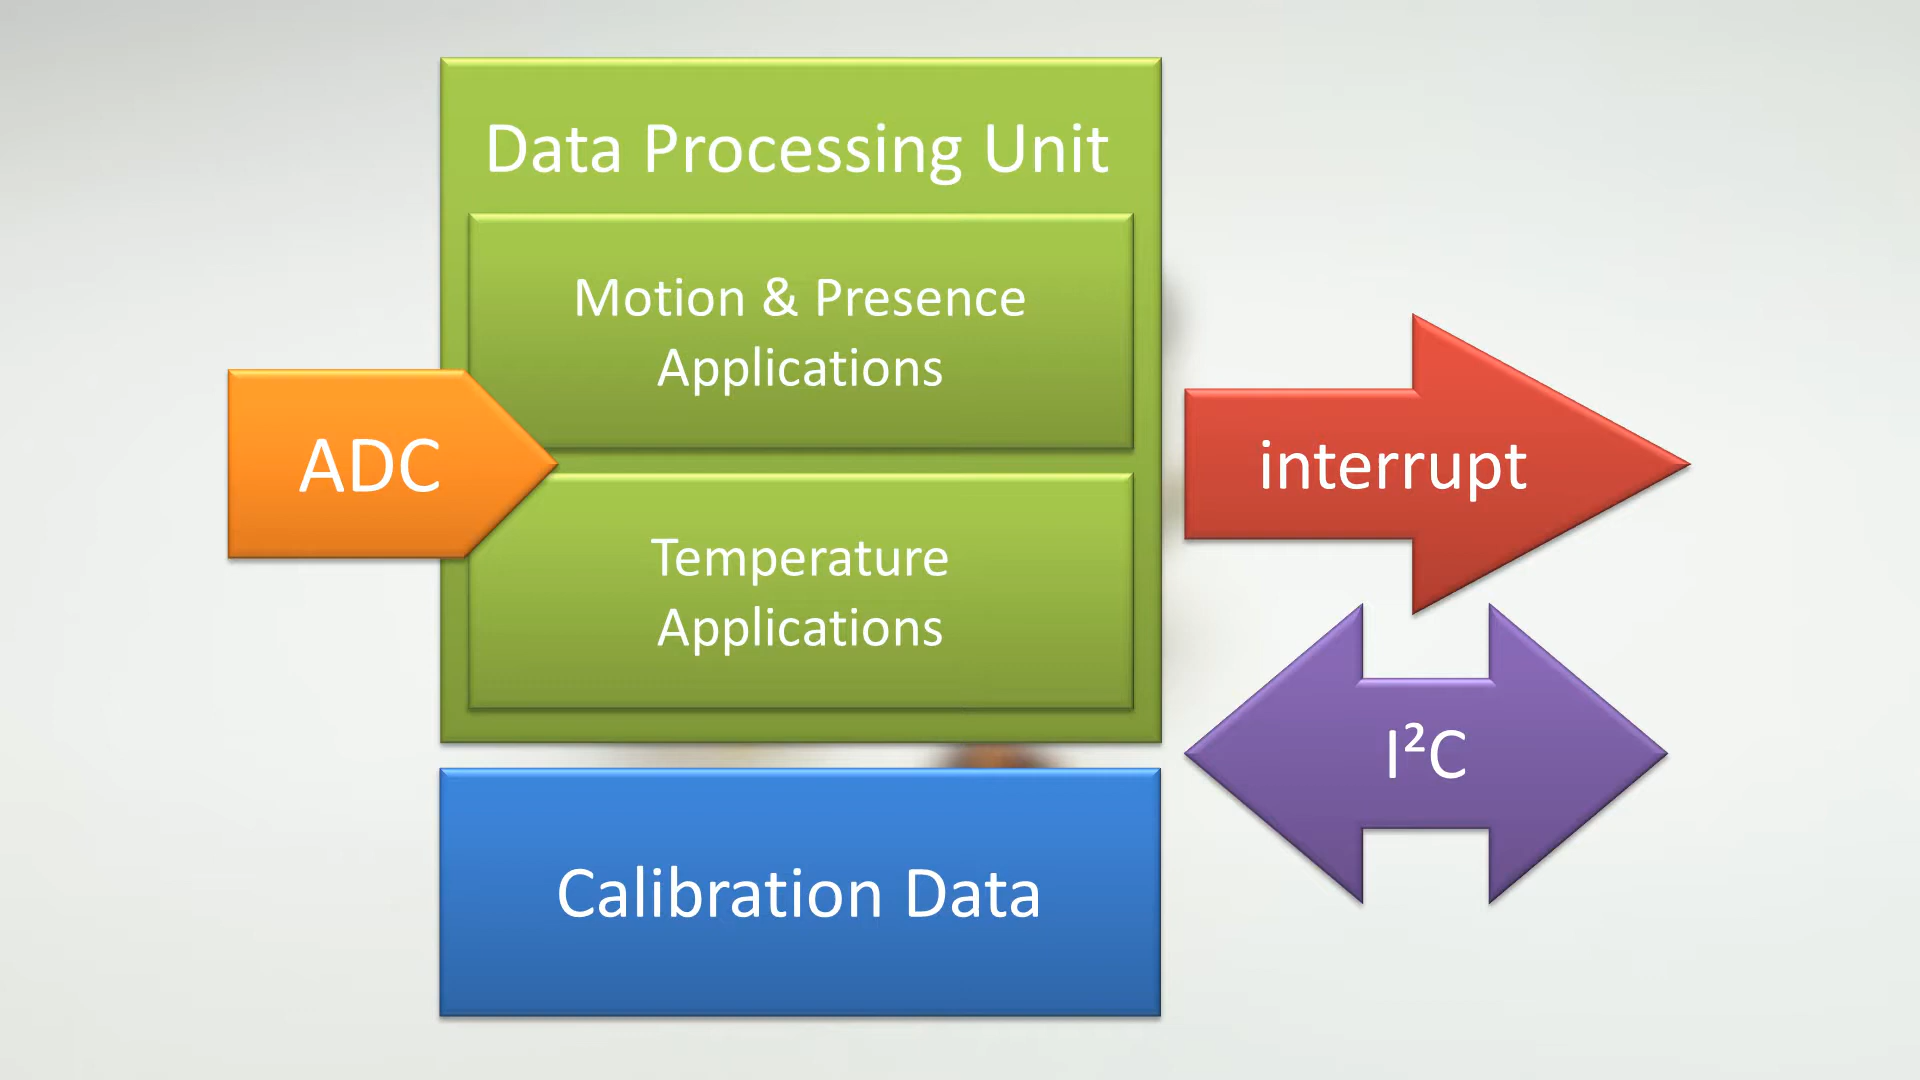 Data Processing Unit
Motion & Presence
Applications
ADC
interrupt
Temperature
Applications
I²C
Calibration Data